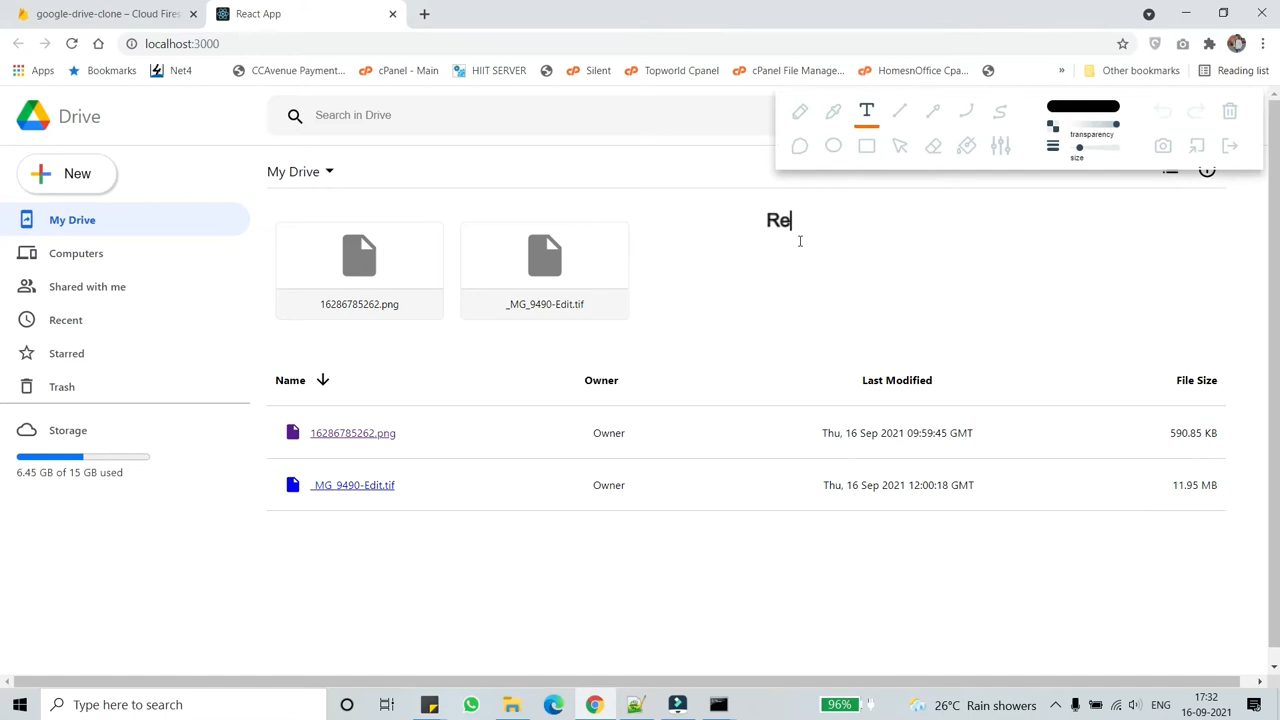 google-drive-clone – Cloud Fires
React App
localhost:3000
Apps
Bookmarks
Net4
CCAvenue Payment...
cPanel - Main
HIIT SERVER
Silent
Topworld Cpanel
cPanel File Manage...
HomesnOffice Cpa...
»
Other bookmarks
Reading list
Drive
Search in Drive
T
transparency
size
New
My Drive
Re
My Drive
Computers
Shared with me
Recent
Starred
Trash
Storage
6.45 GB of 15 GB used
16286785262.png
_MG_9490-Edit.tif
Name Owner Last Modified File Size
16286785262.png Owner Thu, 16 Sep 2021 09:59:45 GMT 590.85 KB
_MG_9490-Edit.tif Owner Thu, 16 Sep 2021 12:00:18 GMT 11.95 MB
Type here to search
96%
26°C Rain showers
ENG
17:32
16-09-2021